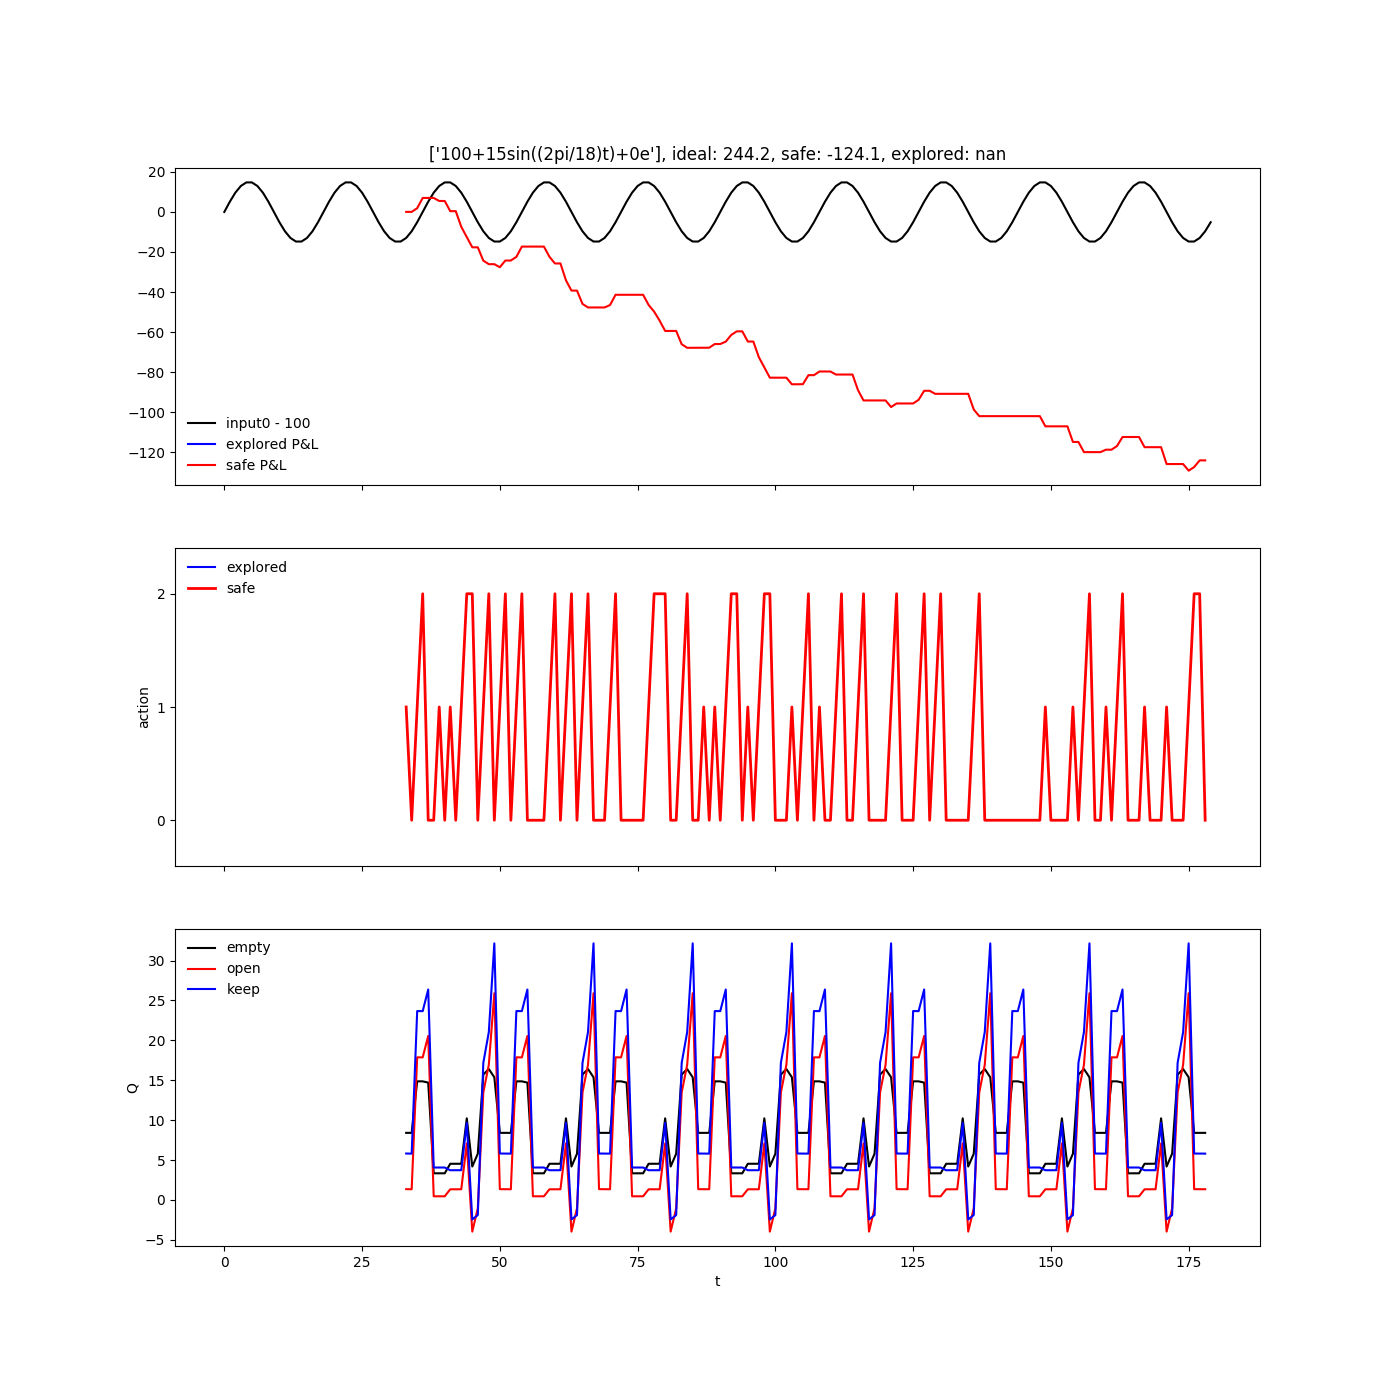 ['100+15sin((2pi/18)t)+0e'], ideal: 244.2, safe: -124.1, explored: nan
20
0
−20
−40
−60
−80
−100
−120
input0 - 100
explored P&L
safe P&L
explored
safe
2
1
0
action
empty
open
keep
30
25
20
15
10
5
0
−5
Q
0 25 50 75 100 125 150 175
t